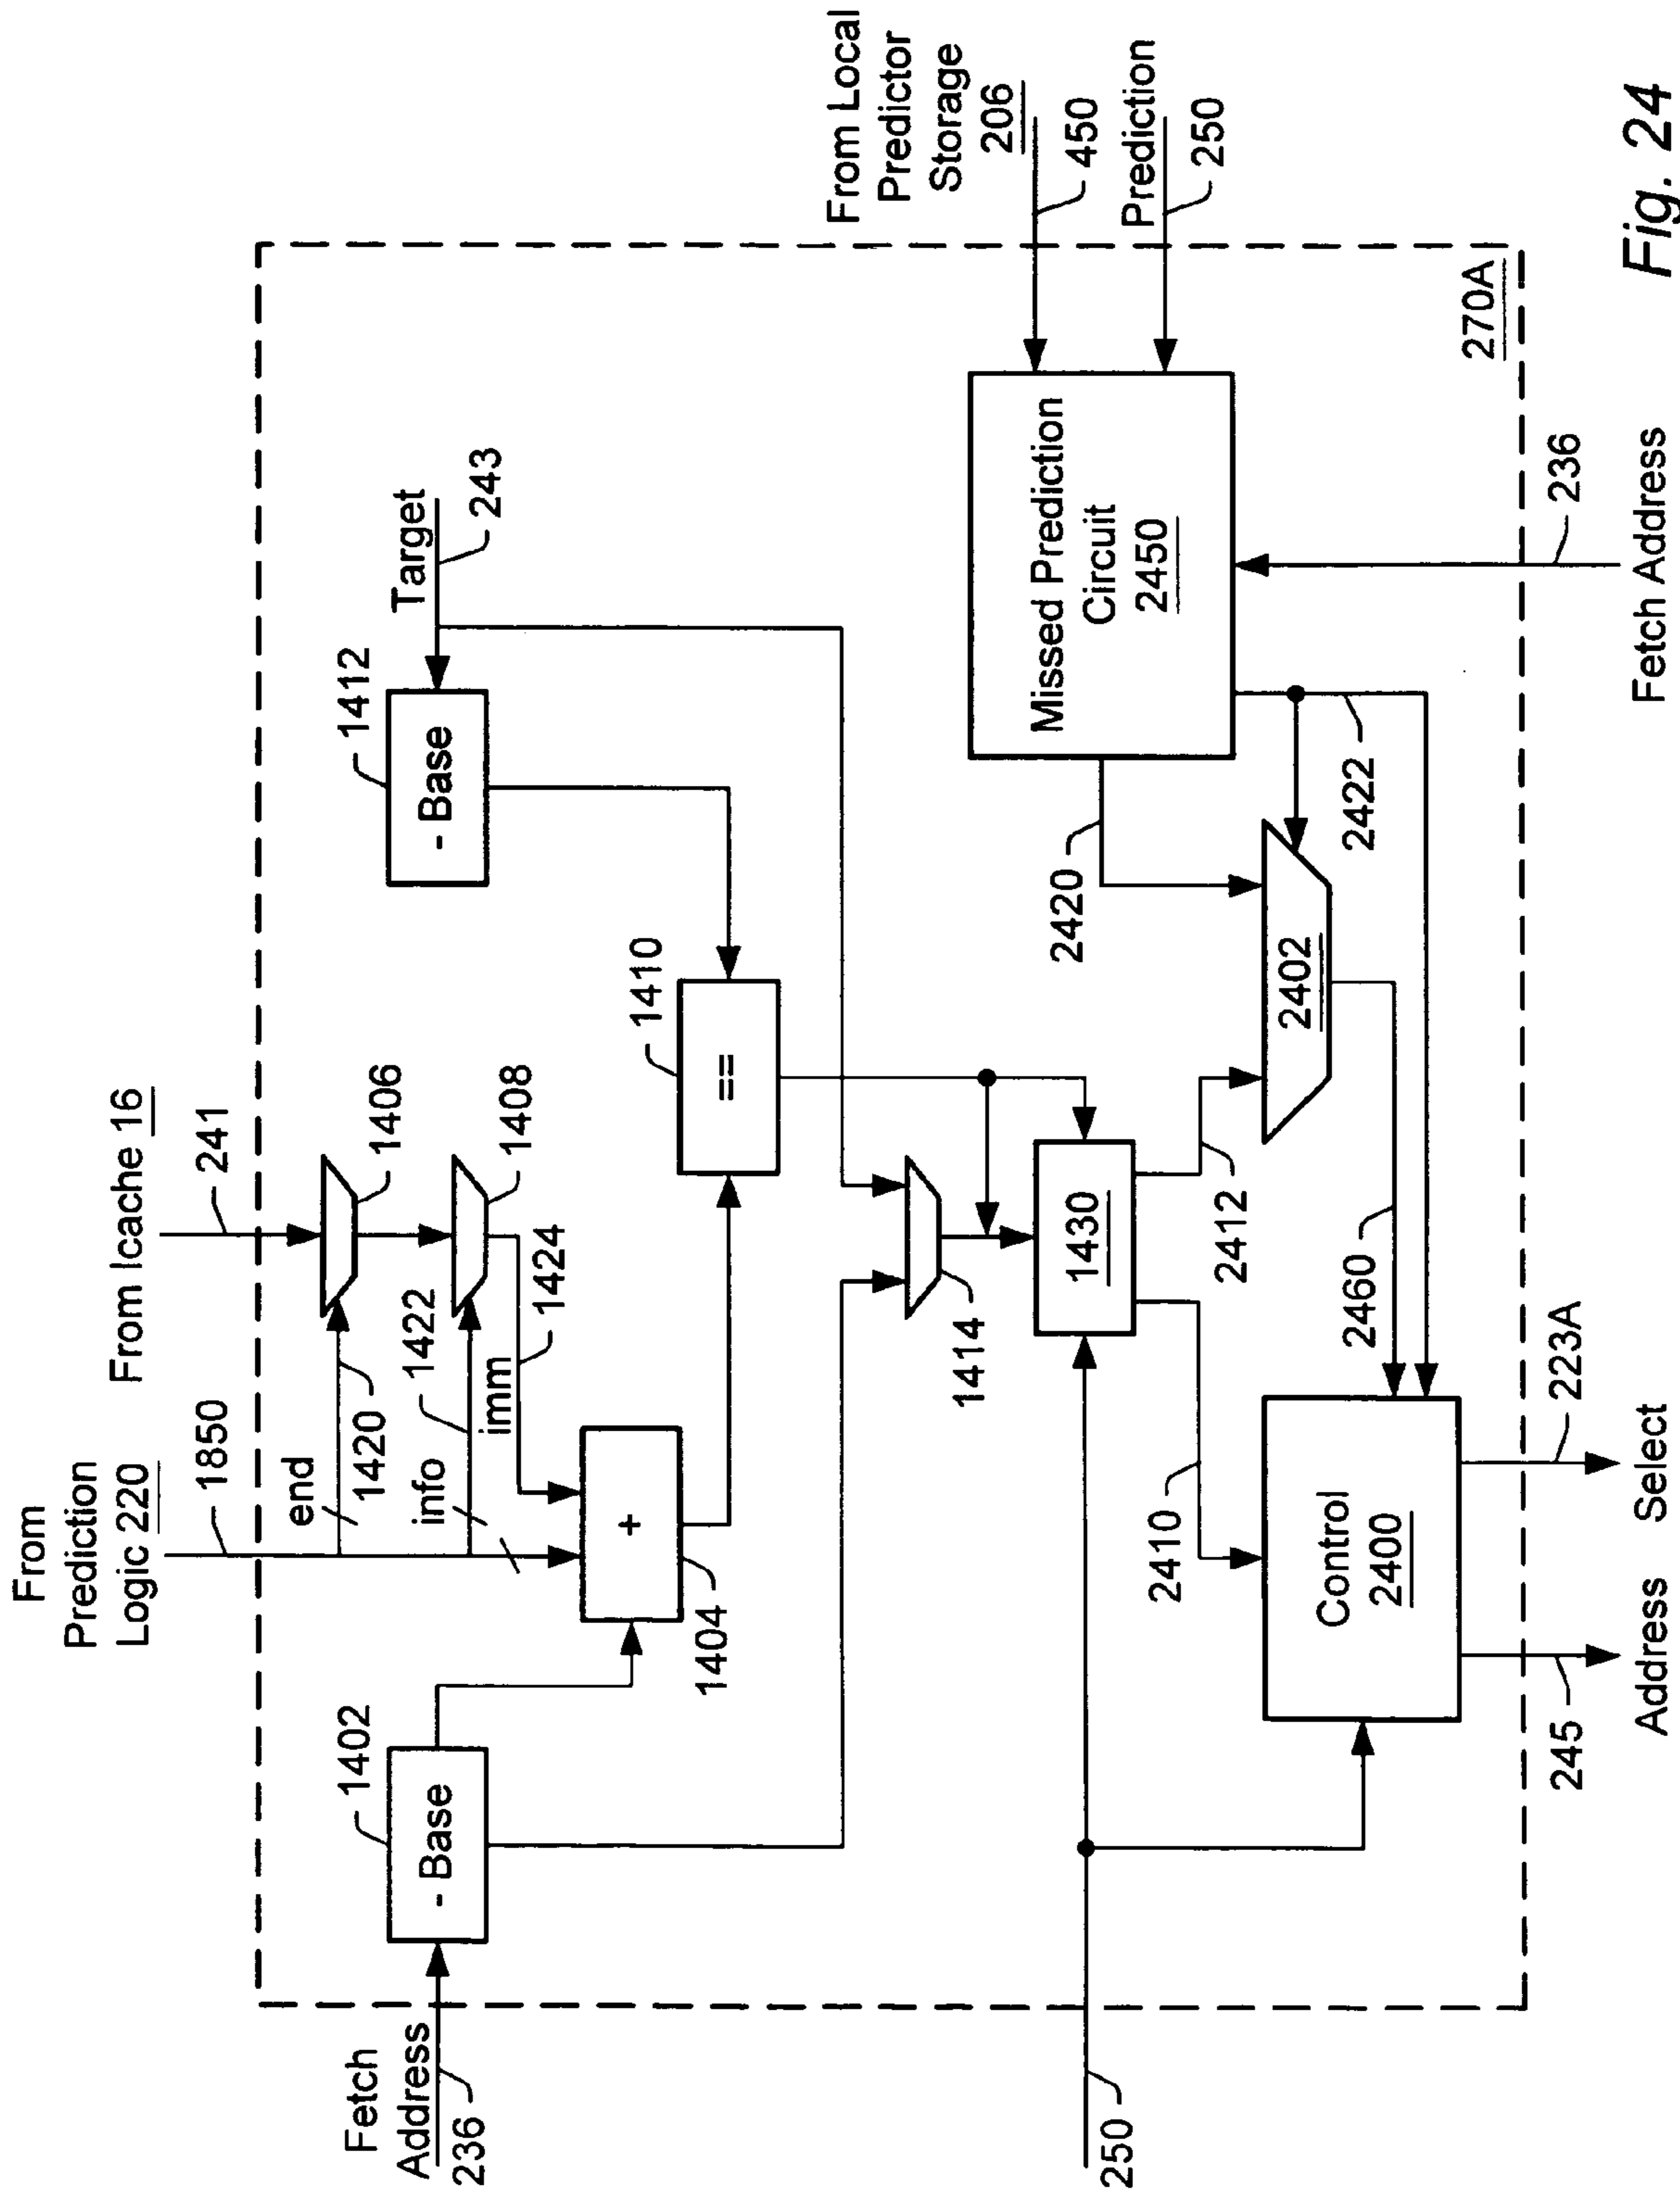 From
Prediction
Logic 220
1850
From Icache 16
241
Fetch
Address
236
- Base
1402
end
1420
1406
info
1422
1408
imm
1424
+
1404
==
1410
- Base
1412
Target
243
From Local
Predictor
Storage
206
450
Prediction
250
1414
1430
250
2410
2412
2420
Missed Prediction
Circuit
2450
2402
2422
2460
Control
2400
270A
245
Address
223A
Select
236
Fetch Address
Fig. 24